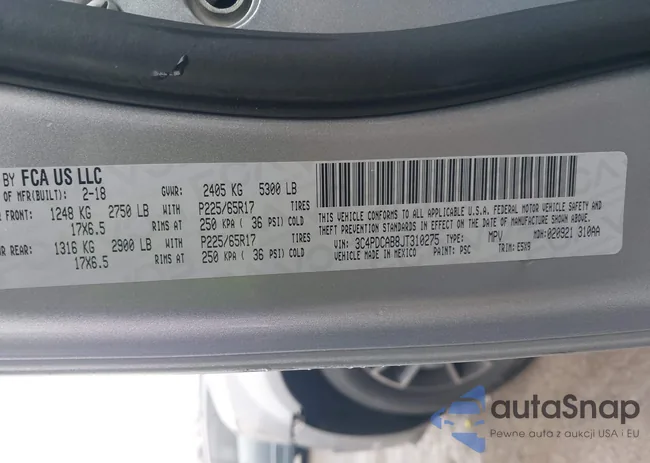 BY FCA US LLC
OF MFR(BUILT): 2-18 GVWR: 2405 KG 5300 LB
FRONT: 1248 KG 2750 LB WITH P225/65R17 TIRES
17X6.5 RIMS AT 250 KPA ( 36 PSI) COLD
REAR: 1316 KG 2900 LB WITH P225/65R17 TIRES
17X6.5 RIMS AT 250 KPA ( 36 PSI) COLD
THIS VEHICLE CONFORMS TO ALL APPLICABLE U.S.A. FEDERAL MOTOR VEHICLE SAFETY AND
THEFT PREVENTION STANDARDS IN EFFECT ON THE DATE OF MANUFACTURE SHOWN ABOVE.
VIN: 3C4PDCAB8JT310275 TYPE: MPV MDH: 020921 310AA
VEHICLE MADE IN MEXICO PAINT: PSC TRIM: E5X9
autaSnap
Pewne auta z aukcji USA i EU